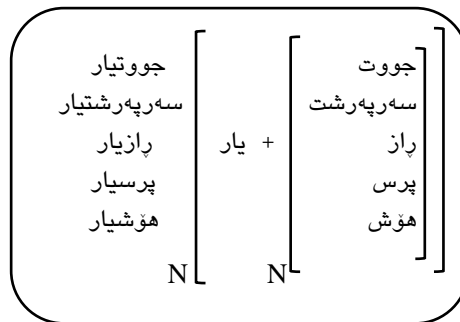 جووت جووتیار
سەرپەرشت سەرپەرشتیار
ڕاز + یار ڕازیار
پرس پرسیار
هۆش هۆشیار
N N